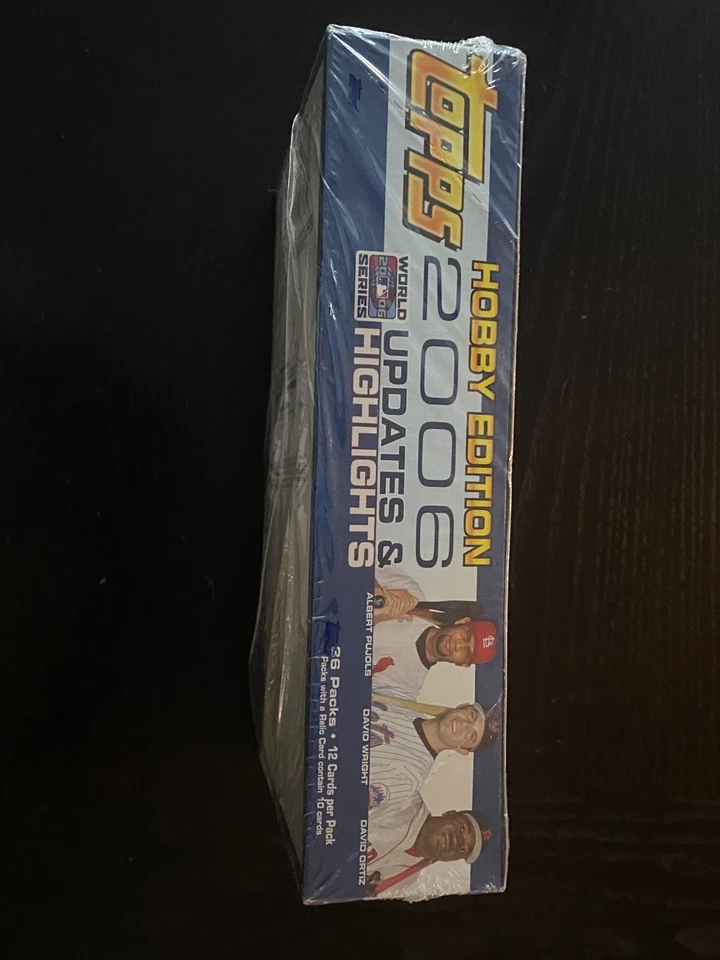 HOBBY EDITION
Topps
2006
WORLD
2006
SERIES
UPDATES &
HIGHLIGHTS
ALBERT PUJOLS
DAVID WRIGHT
DAVID ORTIZ
36 Packs • 12 Cards per Pack
Packs with a Relic Card contain 10 cards